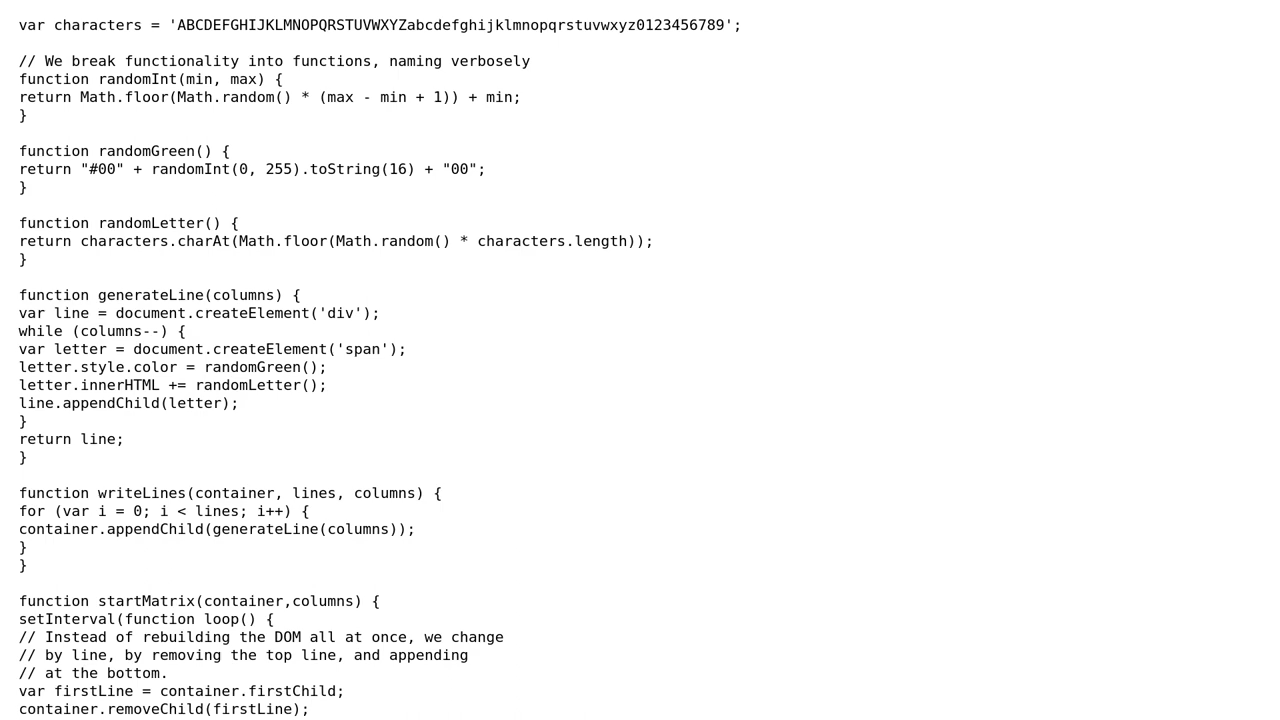 var characters = 'ABCDEFGHIJKLMNOPQRSTUVWXYZabcdefghijklmnopqrstuvwxyz0123456789';

// We break functionality into functions, naming verbosely
function randomInt(min, max) {
return Math.floor(Math.random() * (max - min + 1)) + min;
}

function randomGreen() {
return "#00" + randomInt(0, 255).toString(16) + "00";
}

function randomLetter() {
return characters.charAt(Math.floor(Math.random() * characters.length));
}

function generateLine(columns) {
var line = document.createElement('div');
while (columns--) {
var letter = document.createElement('span');
letter.style.color = randomGreen();
letter.innerHTML += randomLetter();
line.appendChild(letter);
}
return line;
}

function writeLines(container, lines, columns) {
for (var i = 0; i < lines; i++) {
container.appendChild(generateLine(columns));
}
}

function startMatrix(container,columns) {
setInterval(function loop() {
// Instead of rebuilding the DOM all at once, we change
// by line, by removing the top line, and appending
// at the bottom.
var firstLine = container.firstChild;
container.removeChild(firstLine);